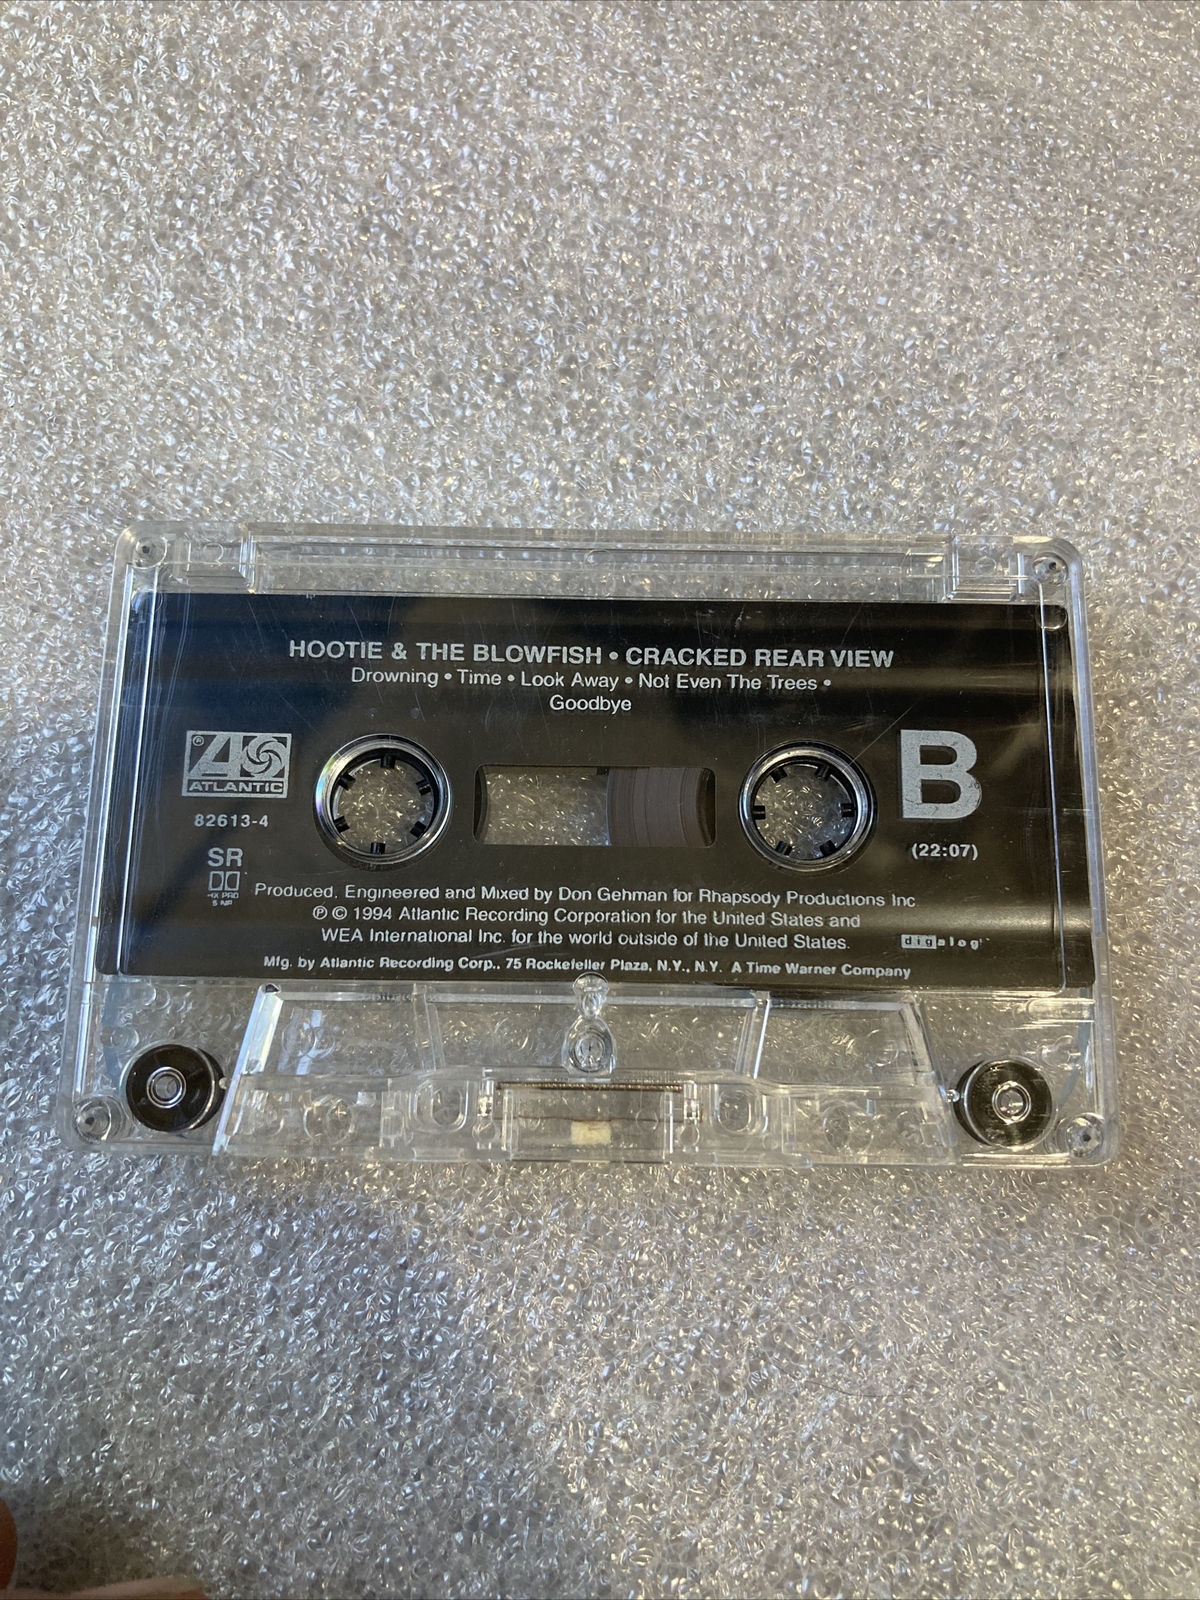 HOOTIE & THE BLOWFISH • CRACKED REAR VIEW
Drowning • Time • Look Away • Not Even The Trees •
Goodbye
®
ATLANTIC
82613-4
B
(22:07)
SR
HX PRO
B NR
Produced, Engineered and Mixed by Don Gehman for Rhapsody Productions Inc
℗ © 1994 Atlantic Recording Corporation for the United States and
WEA International Inc. for the world outside of the United States.
digalog
Mfg. by Atlantic Recording Corp., 75 Rockefeller Plaza, N.Y., N.Y. A Time Warner Company